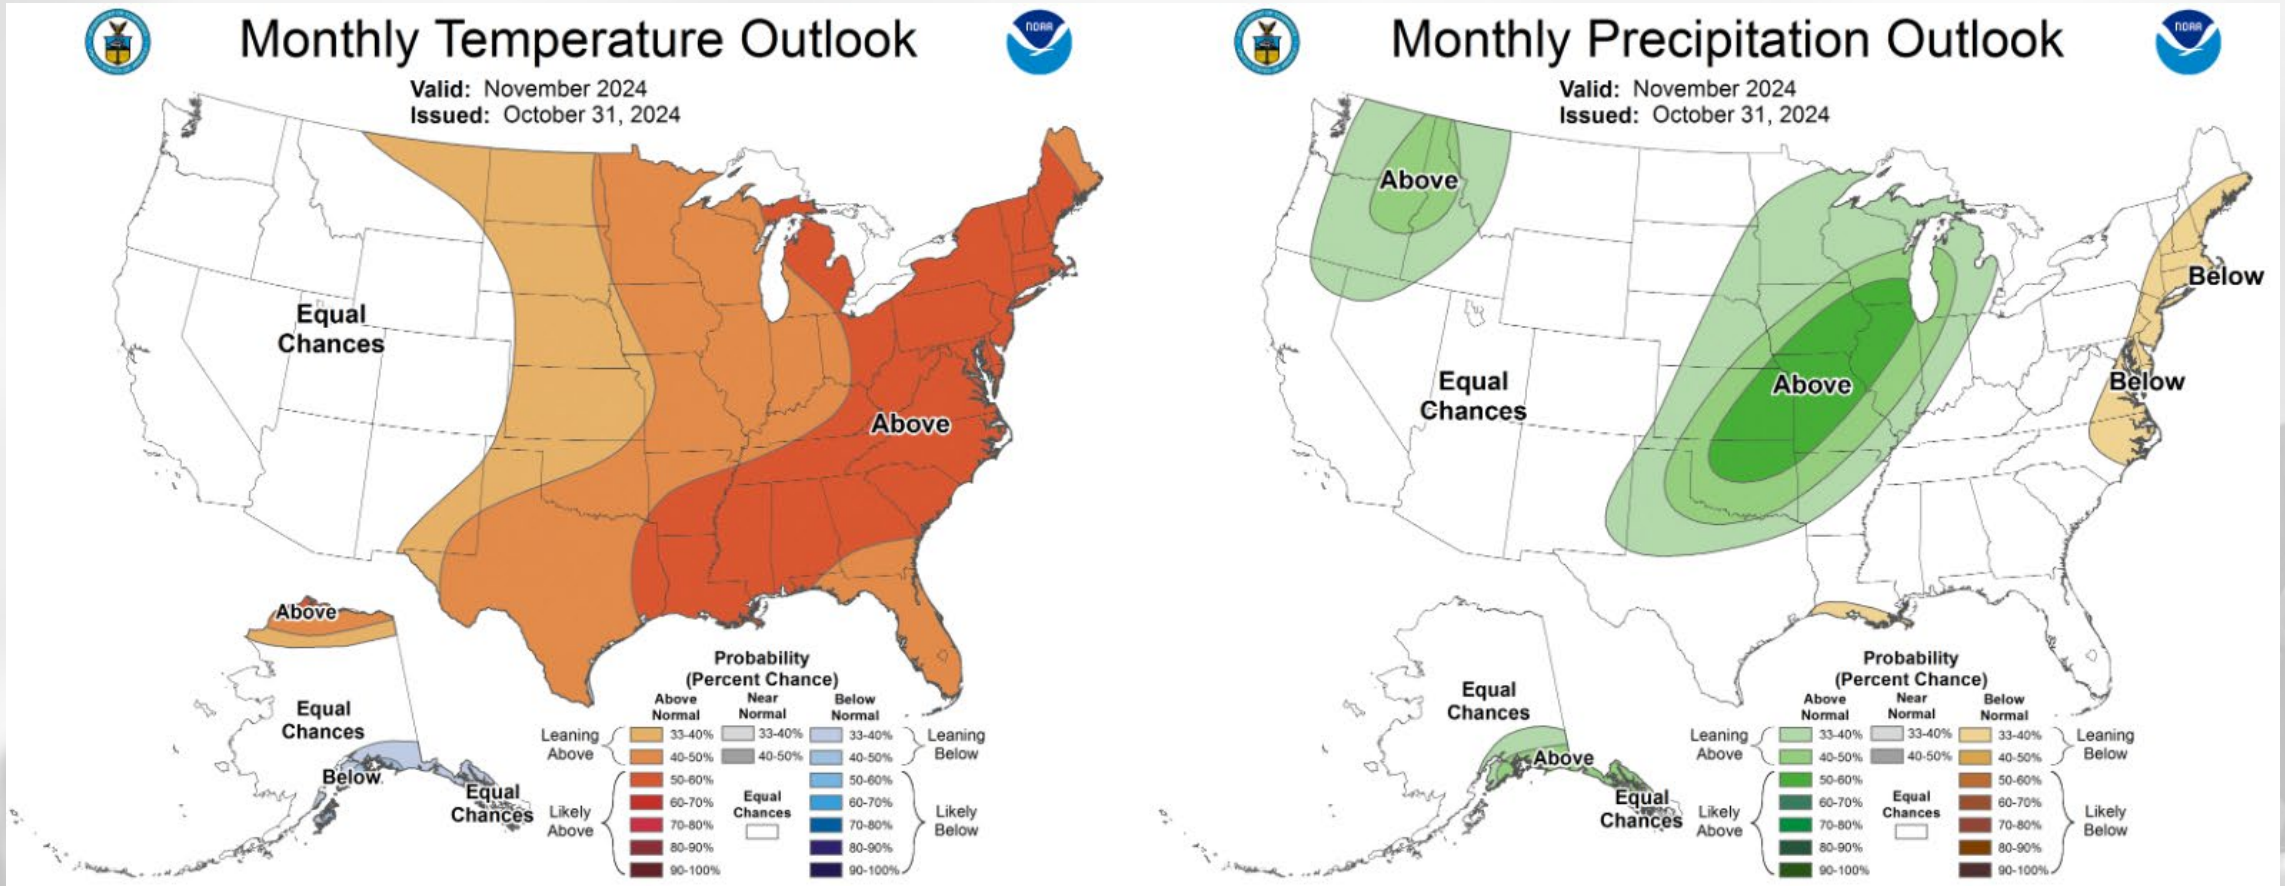 Monthly Temperature Outlook
NOAA
Valid: November 2024
Issued: October 31, 2024
Equal
Chances
Above
Above
Equal
Chances
Below
Equal
Chances
Probability
(Percent Chance)
Above
Normal
Near
Normal
Below
Normal
Leaning
Above
33-40%
33-40%
33-40%
Leaning
Below
40-50%
40-50%
40-50%
Likely
Above
50-60%
50-60%
Equal
Chances
60-70%
60-70%
Likely
Below
70-80%
70-80%
80-90%
80-90%
90-100%
90-100%
Monthly Precipitation Outlook
NOAA
Valid: November 2024
Issued: October 31, 2024
Above
Below
Equal
Chances
Above
Below
Equal
Chances
Above
Equal
Chances
Probability
(Percent Chance)
Above
Normal
Near
Normal
Below
Normal
Leaning
Above
33-40%
33-40%
33-40%
Leaning
Below
40-50%
40-50%
40-50%
Likely
Above
50-60%
50-60%
Equal
Chances
60-70%
60-70%
Likely
Below
70-80%
70-80%
80-90%
80-90%
90-100%
90-100%